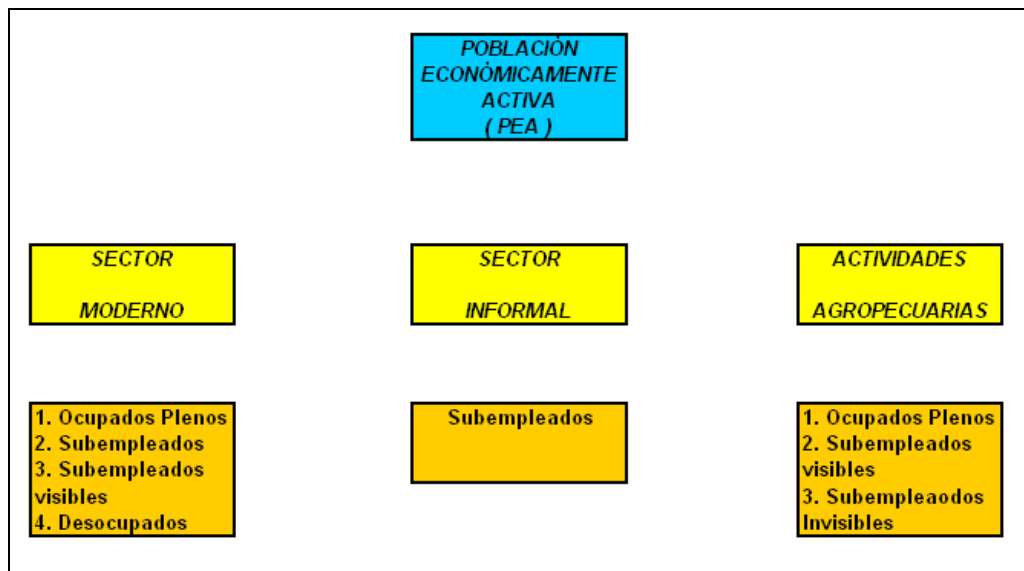 POBLACIÒN
ECONÒMICAMENTE
ACTIVA
( PEA )
SECTOR
MODERNO
SECTOR
INFORMAL
ACTIVIDADES
AGROPECUARIAS
1. Ocupados Plenos
2. Subempleados
3. Subempleados
visibles
4. Desocupados
Subempleados
1. Ocupados Plenos
2. Subempleados
visibles
3. Subempleaodos
Invisibles